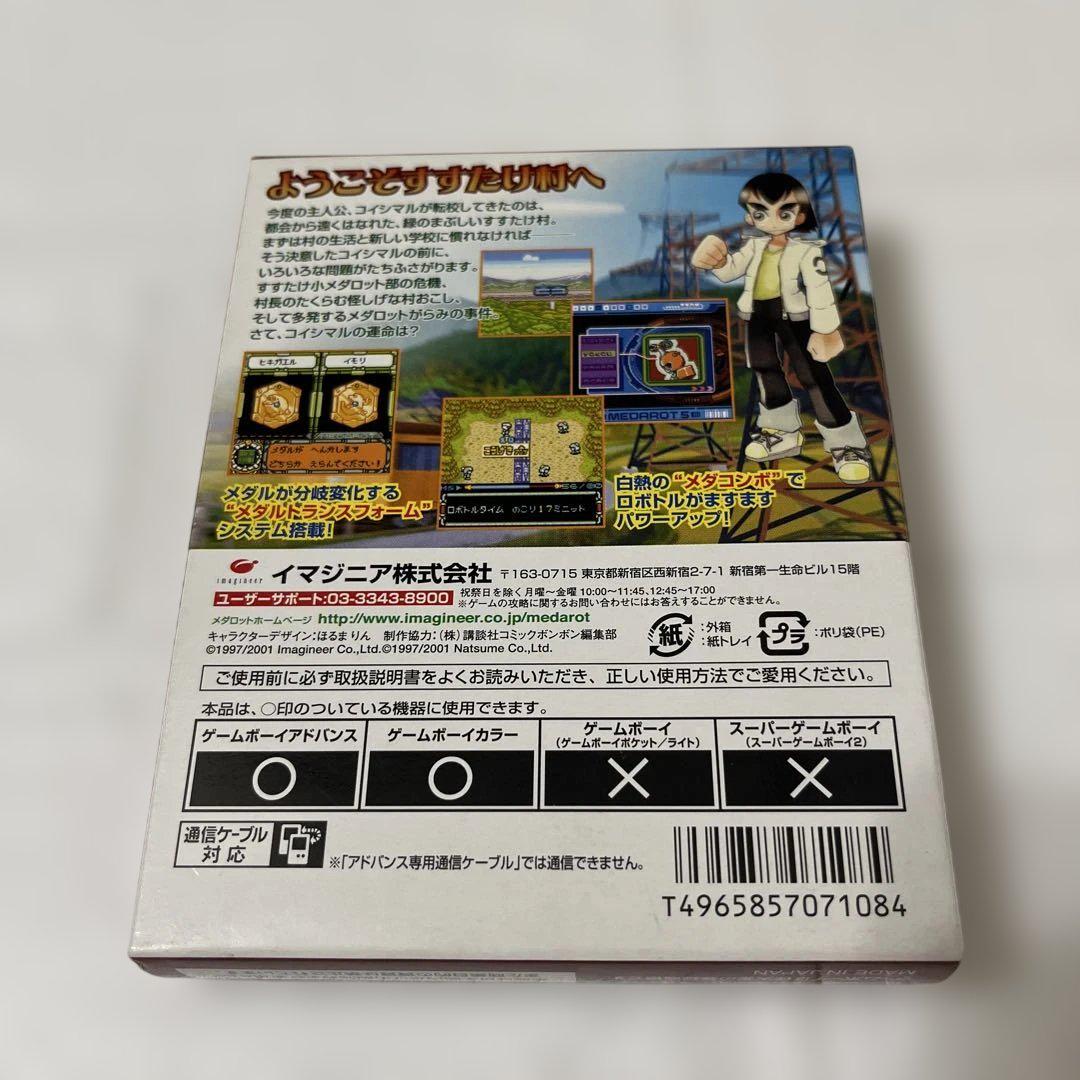 ようこそすすたけ村へ
今度の主人公、コイシマルが転校してきたのは、
都会から遠くはなれた、緑のまぶしいすすたけ村。
まずは村の生活と新しい学校に慣れなければ――
そう決意したコイシマルの前に、
いろいろな問題がたちふさがります。
すすたけ小メダロット部の危機、
村長のたくらむ怪しげな村おこし、
そして多発するメダロットがらみの事件。
さて、コイシマルの運命は?
ヒキガエル
イモリ
メダルが へんかします
どちらか えらんでください!
MEDAROT 5
ロボトルタイム のこり17ミニット
メダルが分岐変化する
“メダルトランスフォーム”
システム搭載!
白熱の“メダコンボ”で
ロボトルがますます
パワーアップ!
imagineer
イマジニア株式会社 〒163-0715 東京都新宿区西新宿2-7-1 新宿第一生命ビル15階
ユーザーサポート:03-3343-8900 祝祭日を除く月曜~金曜 10:00~11:45、12:45~17:00
※ゲームの攻略に関するお問い合わせにはお答えすることができません。
メダロットホームページ http://www.imagineer.co.jp/medarot
キャラクターデザイン:ほるまりん 制作協力:(株)講談社コミックボンボン編集部
©1997/2001 Imagineer Co.,Ltd.©1997/2001 Natsume Co.,Ltd.
紙 :外箱
:紙トレイ
プラ :ポリ袋(PE)
ご使用前に必ず取扱説明書をよくお読みいただき、正しい使用方法でご愛用ください。
本品は、○印のついている機器に使用できます。
ゲームボーイアドバンス ゲームボーイカラー ゲームボーイ スーパーゲームボーイ
(ゲームボーイポケット/ライト) (スーパーゲームボーイ2)
○ ○ × ×
通信ケーブル
対応
※「アドバンス専用通信ケーブル」では通信できません。
T4965857071084
MADE IN JAPAN